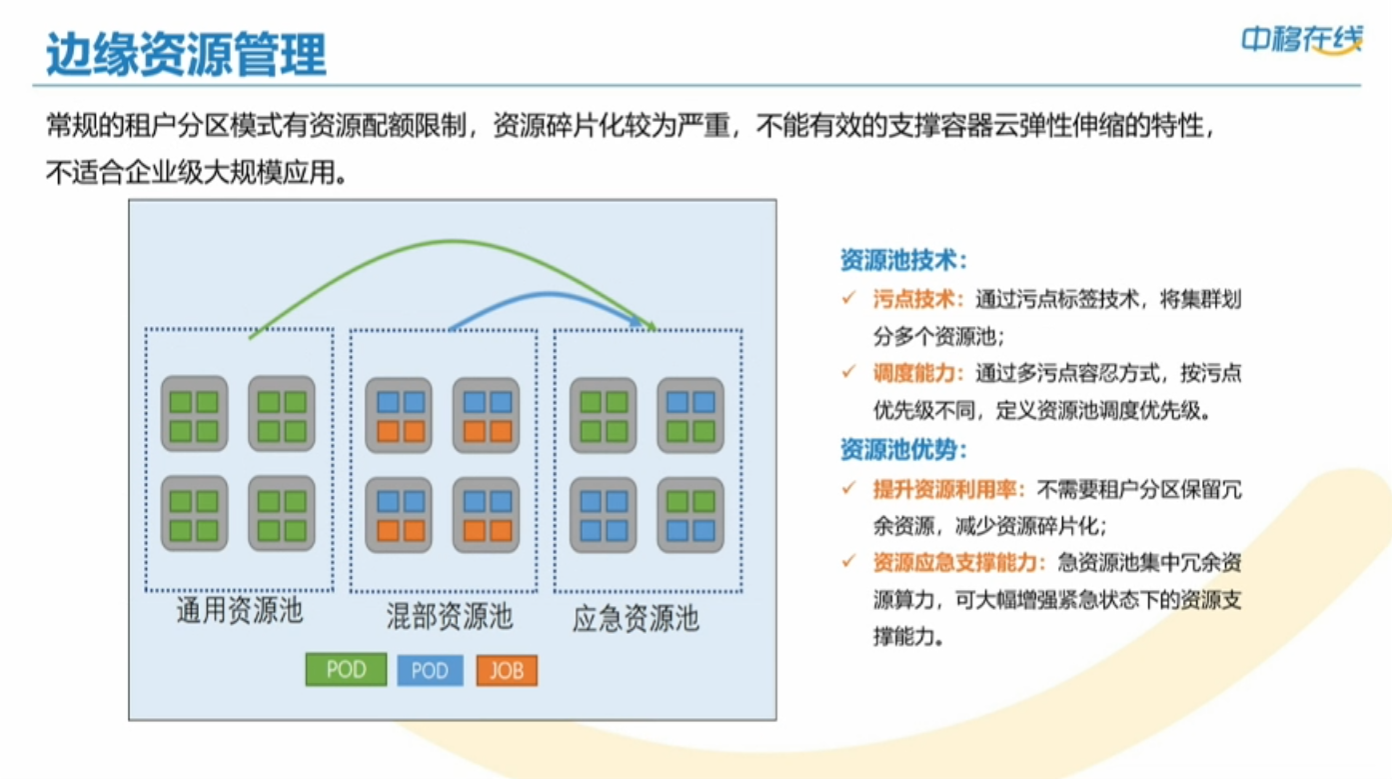 边缘资源管理
中移在线
常规的租户分区模式有资源配额限制，资源碎片化较为严重，不能有效的支撑容器云弹性伸缩的特性，
不适合企业级大规模应用。
资源池技术：
✓ 污点技术：通过污点标签技术，将集群划
分多个资源池；
✓ 调度能力：通过多污点容忍方式，按污点
优先级不同，定义资源池调度优先级。
资源池优势：
✓ 提升资源利用率：不需要租户分区保留冗
余资源，减少资源碎片化；
✓ 资源应急支撑能力：急资源池集中冗余资
源算力，可大幅增强紧急状态下的资源支
撑能力。
通用资源池
混部资源池
应急资源池
POD
POD
JOB